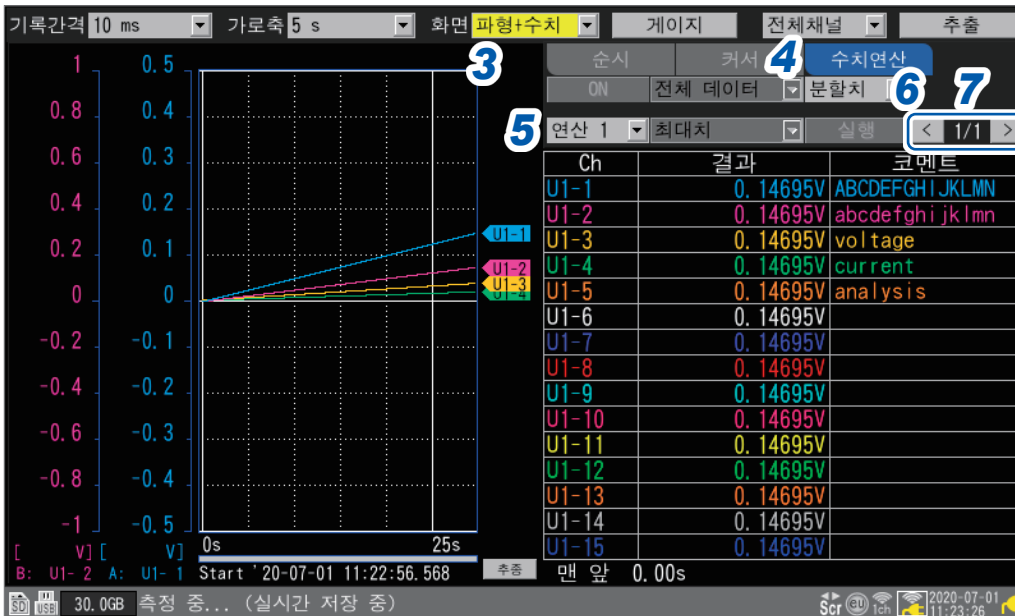 기록간격 10 ms 가로축 5 s 화면 파형+수치 게이지 전체채널 추출
3 순시 커서 4 수치연산
ON 전체 데이터 분할치 6 7
5 연산 1 최대치 실행 < 1/1 >
1 0.5
0.8 0.4
0.6 0.3
0.4 0.2
0.2 0.1
0 0
-0.2 -0.1
-0.4 -0.2
-0.6 -0.3
-0.8 -0.4
-1 -0.5
[ V] [ V]
B: U1- 2 A: U1- 1
U1-1
U1-2
U1-3
U1-4
0s 25s
Start '20-07-01 11:22:56.568 추종
Ch 결과 코멘트
U1-1 0.14695V ABCDEFGHIJKLMN
U1-2 0.14695V abcdefghijklmn
U1-3 0.14695V voltage
U1-4 0.14695V current
U1-5 0.14695V analysis
U1-6 0.14695V
U1-7 0.14695V
U1-8 0.14695V
U1-9 0.14695V
U1-10 0.14695V
U1-11 0.14695V
U1-12 0.14695V
U1-13 0.14695V
U1-14 0.14695V
U1-15 0.14695V
맨 앞 0.00s
SD USB 30.0GB 측정 중... (실시간 저장 중) Scr eu 1ch 2020-07-01
11:23:26